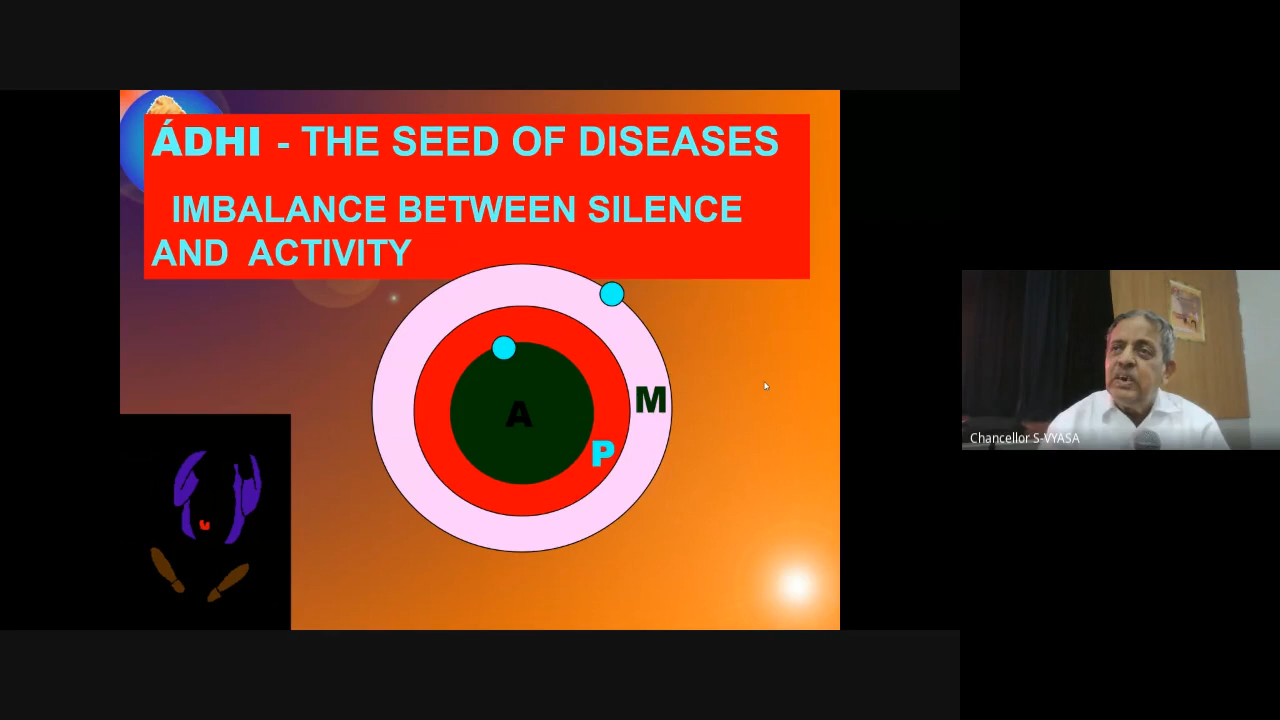 ÁDHI - THE SEED OF DISEASES
IMBALANCE BETWEEN SILENCE
AND ACTIVITY
A
M
P
Chancellor S-VYASA